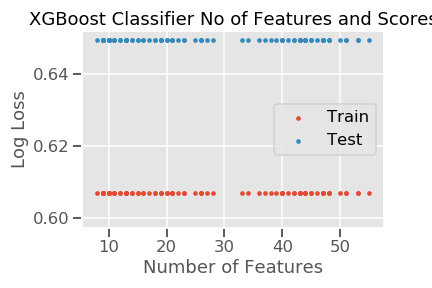 XGBoost Classifier No of Features and Scores
0.64
0.62
0.60
Log Loss
Train
Test
10 20 30 40 50
Number of Features